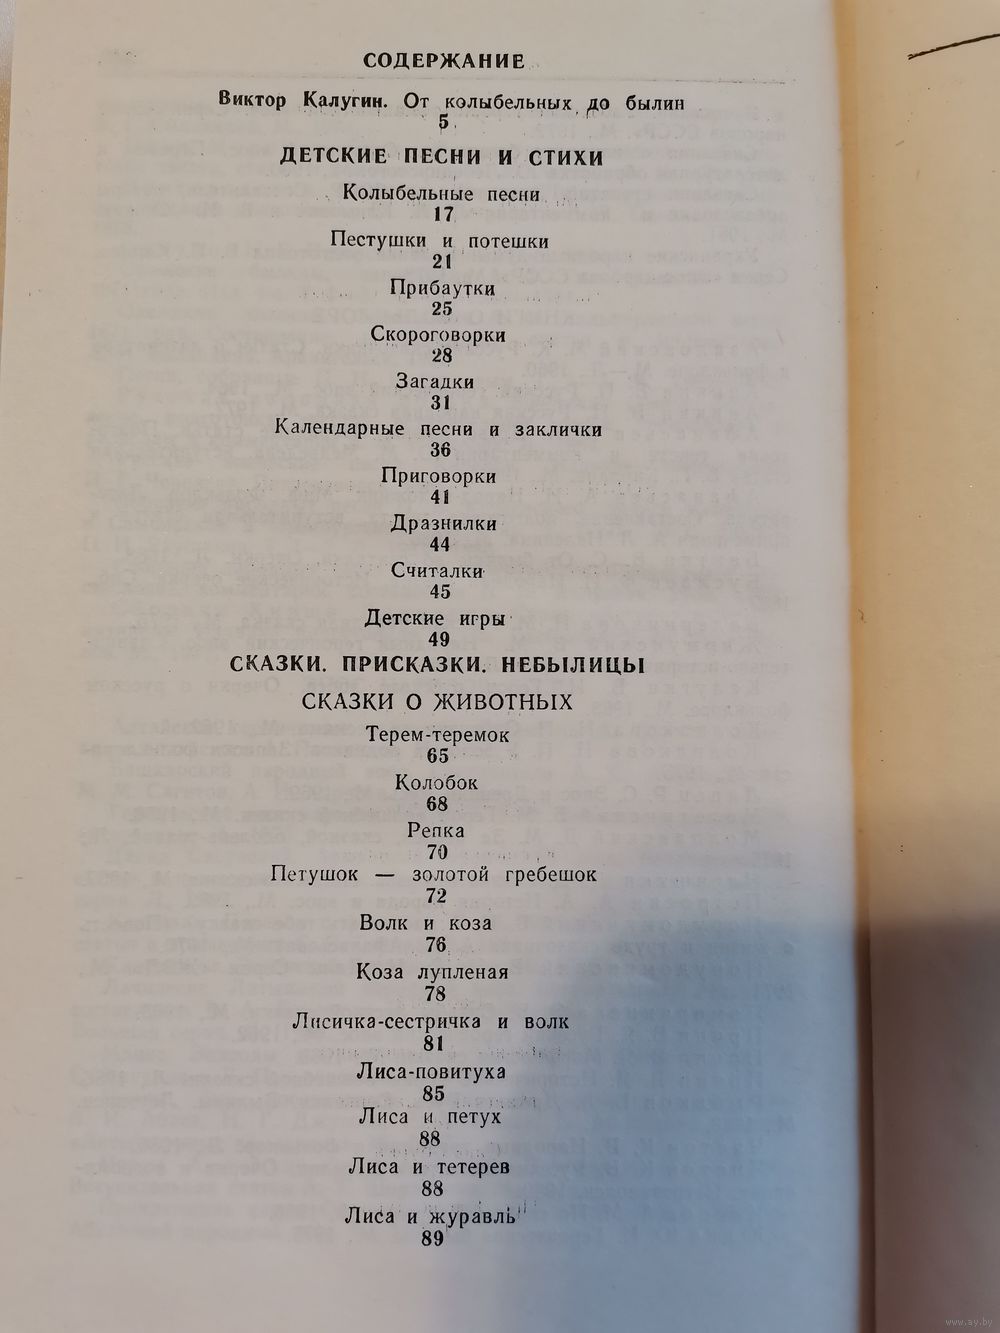 СОДЕРЖАНИЕ
Виктор Калугин. От колыбельных до былин
5
ДЕТСКИЕ ПЕСНИ И СТИХИ
Колыбельные песни
17
Пестушки и потешки
21
Прибаутки
25
Скороговорки
28
Загадки
31
Календарные песни и заклички
36
Приговорки
41
Дразнилки
44
Считалки
45
Детские игры
49
СКАЗКИ. ПРИСКАЗКИ. НЕБЫЛИЦЫ
СКАЗКИ О ЖИВОТНЫХ
Терем-теремок
65
Колобок
68
Репка
70
Петушок — золотой гребешок
72
Волк и коза
76
Коза лупленая
78
Лисичка-сестричка и волк
81
Лиса-повитуха
85
Лиса и петух
88
Лиса и тетерев
88
Лиса и журавль
89
www.ay.by